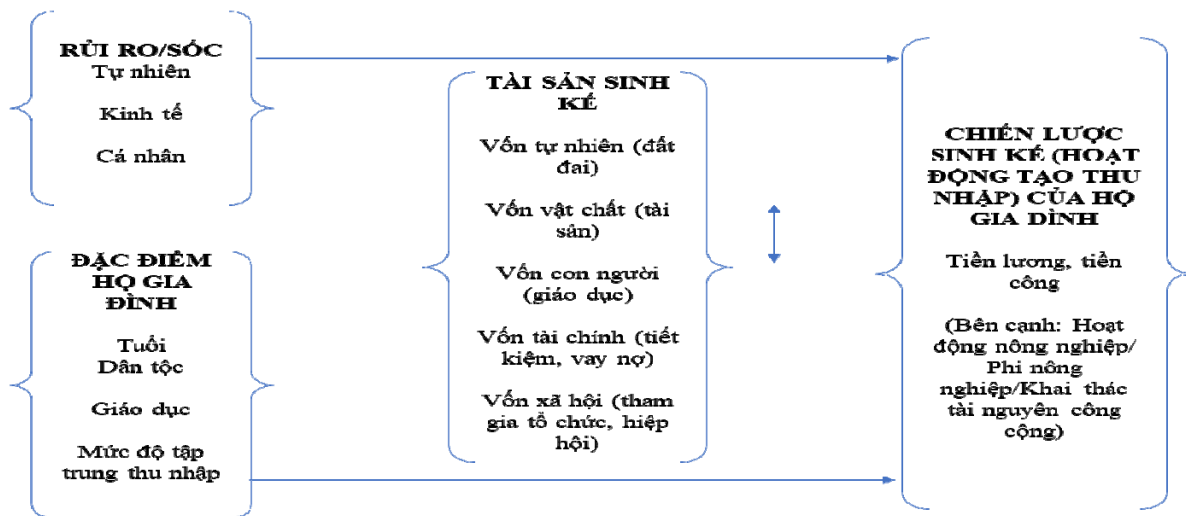 RỦI RO/SÓC
Tự nhiên
Kinh tế
Cá nhân
ĐẶC ĐIỂM
HỌ GIA
ĐÌNH
Tuổi
Dân tộc
Giáo dục
Mức độ tập
trung thu nhập
TÀI SẢN SINH
KẾ
Vốn tự nhiên (đất
đai)
Vốn vật chất (tài
sản)
Vốn con người
(giáo dục)
Vốn tài chính (tiết
kiệm, vay nợ)
Vốn xã hội (tham
gia tổ chức, hiệp
hội)
CHIẾN LƯỢC
SINH KẾ (HOẠT
ĐỘNG TẠO THU
NHẬP) CỦA HỘ
GIA DÌNH
Tiền lương, tiền
công
(Bên cạnh: Hoạt
động nông nghiệp/
Phi nông
nghiệp/Khai thác
tài nguyên công
cộng)